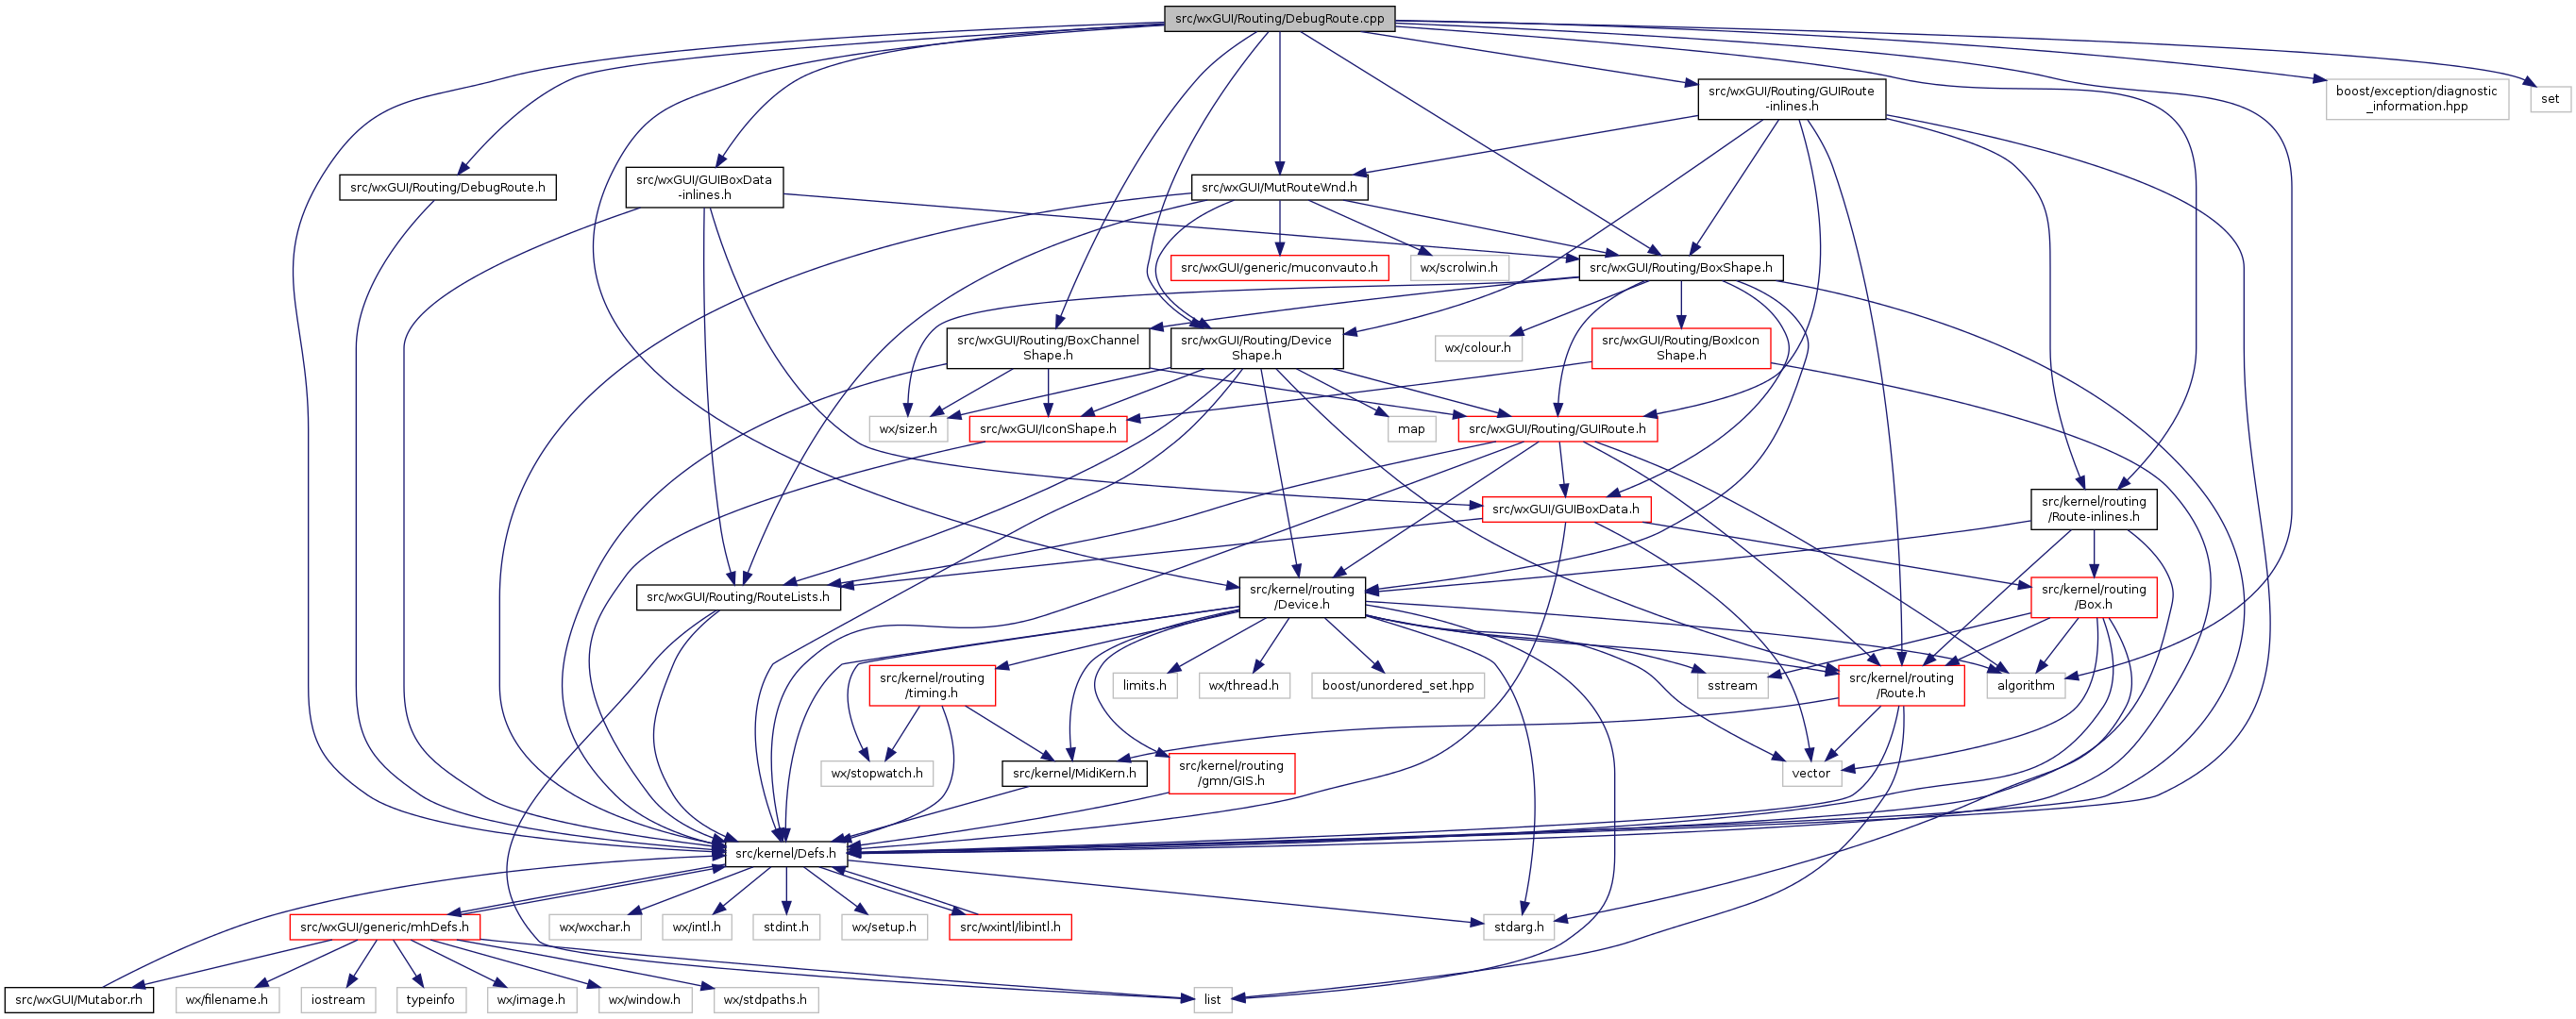 src/wxGUI/Routing/DebugRoute.cpp
src/wxGUI/Routing/GUIRoute
-inlines.h
boost/exception/diagnostic
_information.hpp
set
src/wxGUI/Routing/DebugRoute.h
src/wxGUI/GUIBoxData
-inlines.h
src/wxGUI/MutRouteWnd.h
src/wxGUI/generic/muconvauto.h
wx/scrolwin.h
src/wxGUI/Routing/BoxShape.h
src/wxGUI/Routing/BoxChannel
Shape.h
src/wxGUI/Routing/Device
Shape.h
wx/colour.h
src/wxGUI/Routing/BoxIcon
Shape.h
wx/sizer.h
src/wxGUI/IconShape.h
map
src/wxGUI/Routing/GUIRoute.h
src/wxGUI/GUIBoxData.h
src/kernel/routing
/Route-inlines.h
src/wxGUI/Routing/RouteLists.h
src/kernel/routing
/Device.h
src/kernel/routing
/Box.h
src/kernel/routing
/timing.h
limits.h
wx/thread.h
boost/unordered_set.hpp
sstream
src/kernel/routing
/Route.h
algorithm
wx/stopwatch.h
src/kernel/MidiKern.h
src/kernel/routing
/gmn/GIS.h
vector
src/kernel/Defs.h
src/wxGUI/generic/mhDefs.h
wx/wxchar.h
wx/intl.h
stdint.h
wx/setup.h
src/wxintl/libintl.h
stdarg.h
src/wxGUI/Mutabor.rh
wx/filename.h
iostream
typeinfo
wx/image.h
wx/window.h
wx/stdpaths.h
list